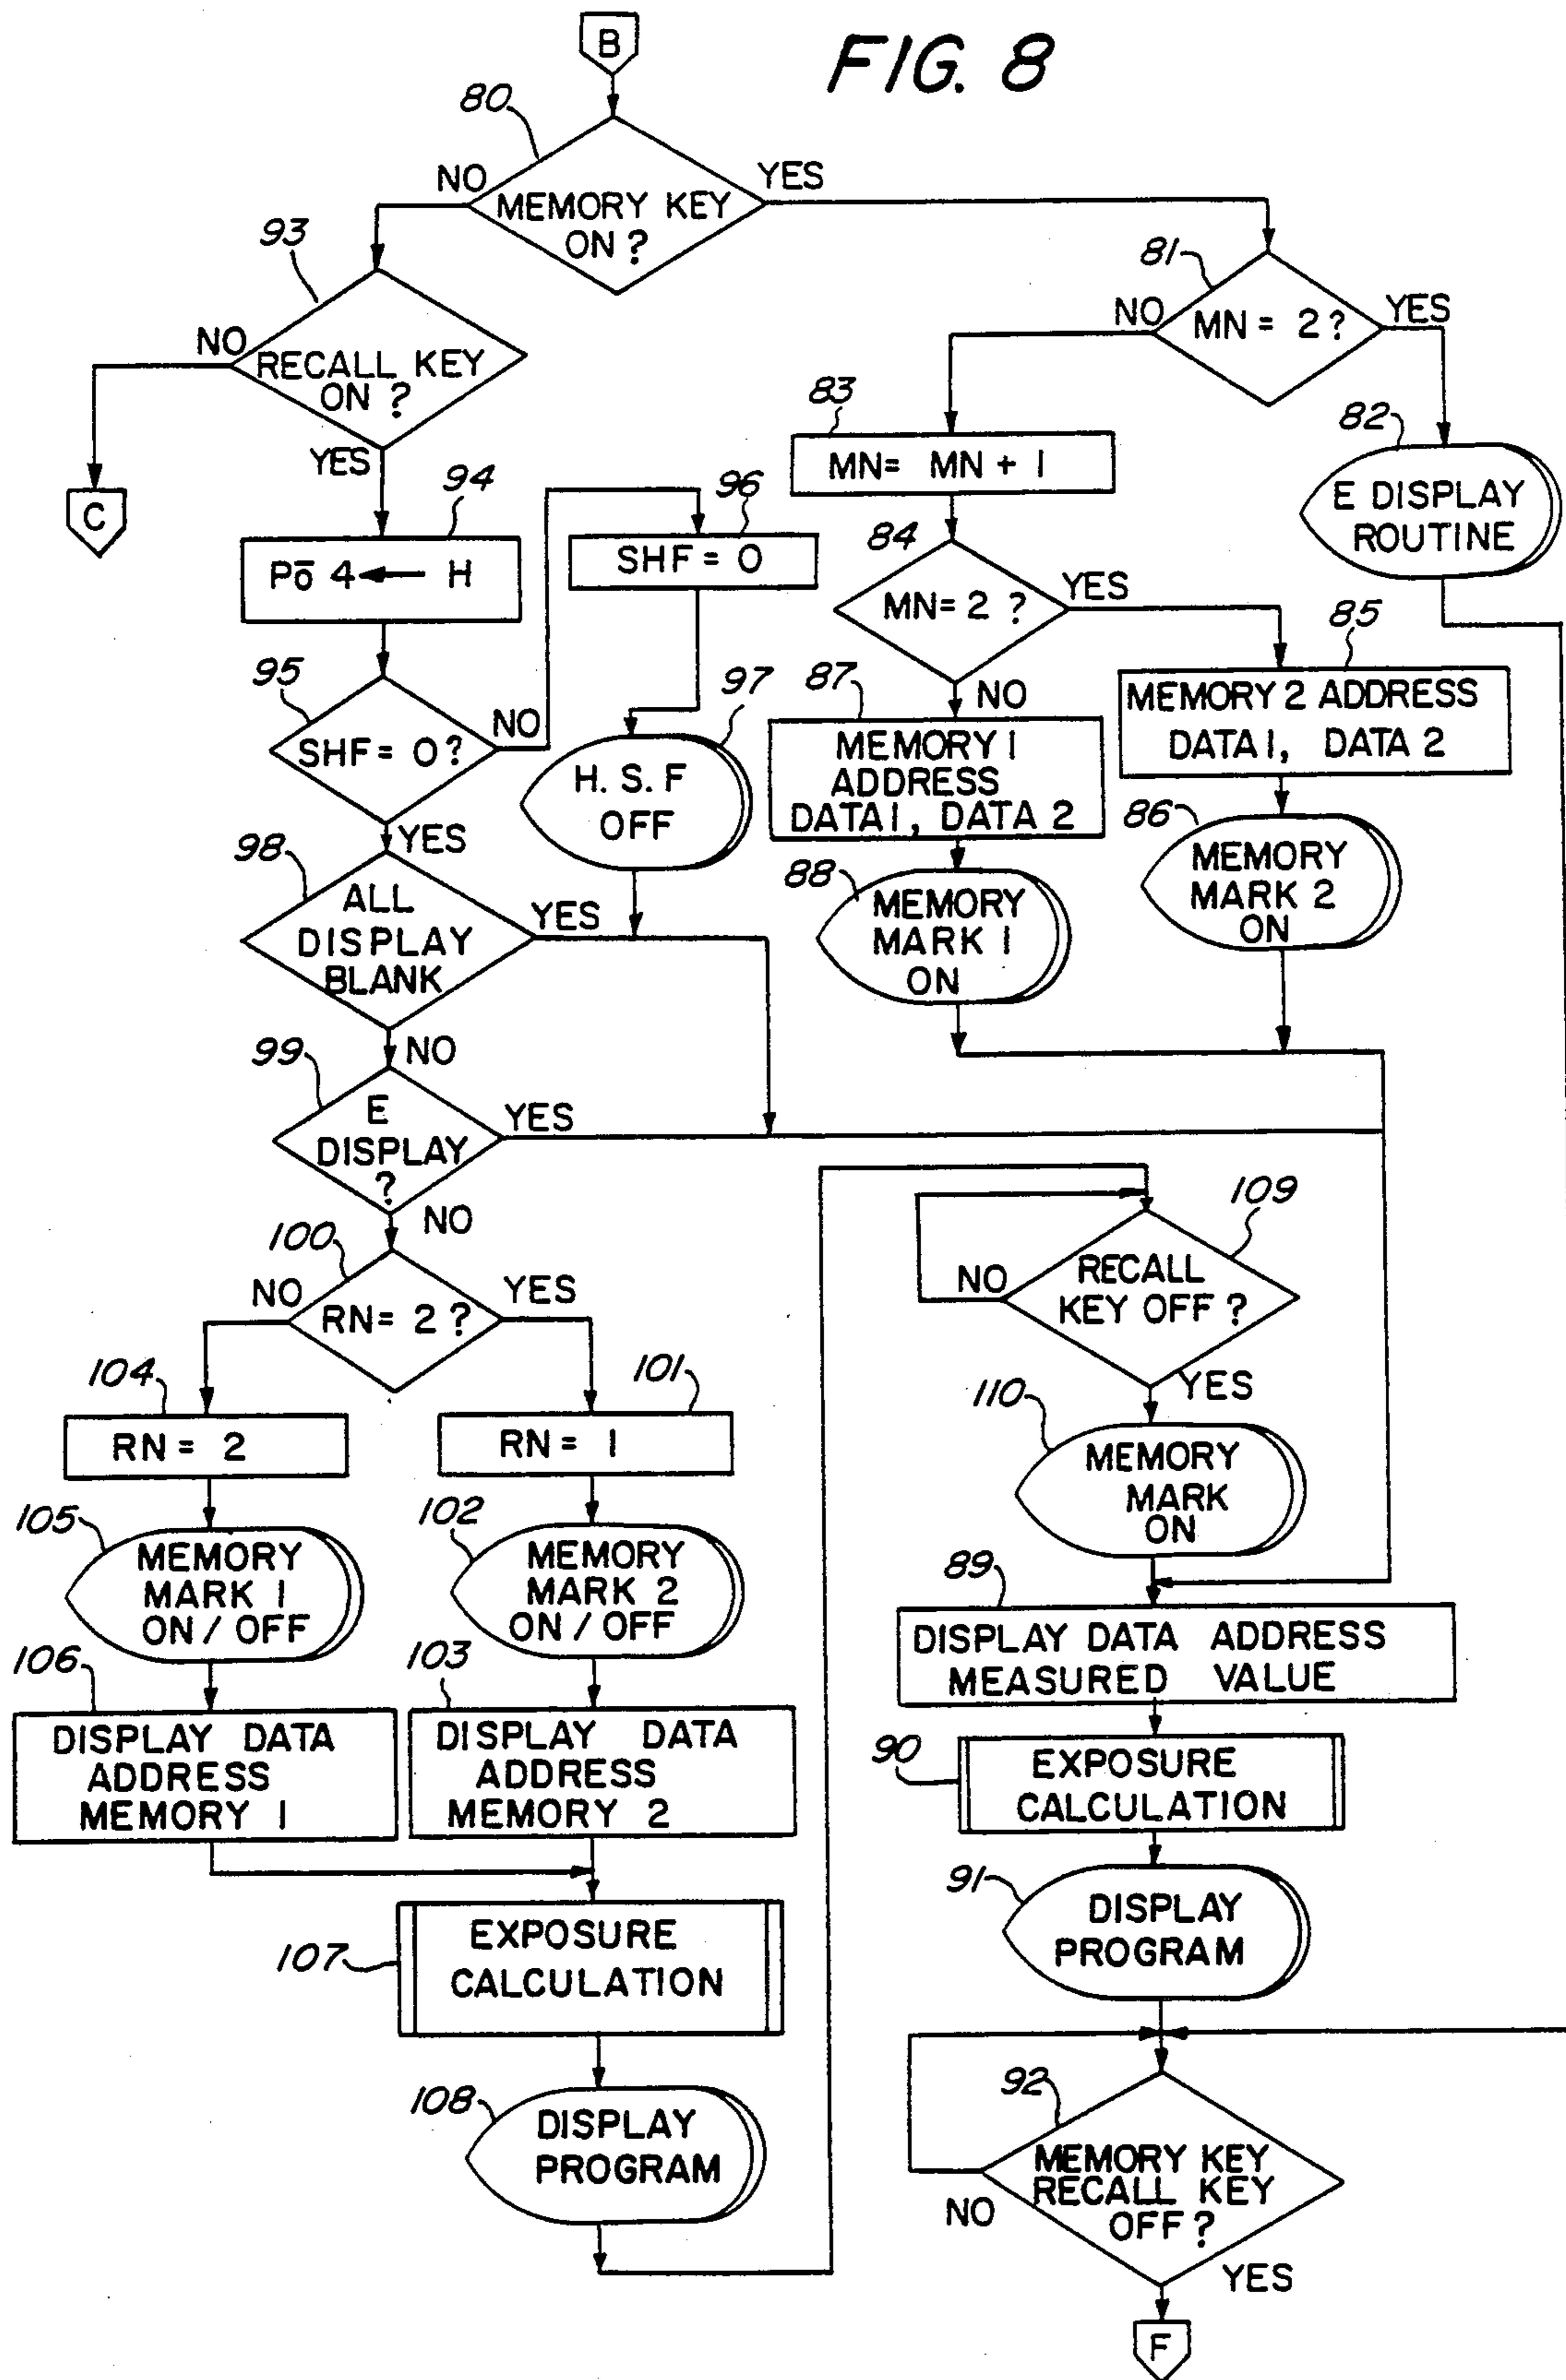 B
FIG. 8
80
NO
YES
MEMORY KEY
ON ?
93
NO
RECALL KEY
ON ?
YES
C
81
NO
YES
MN = 2 ?
83
MN = MN + 1
82
E DISPLAY
ROUTINE
94
Pō 4 ← H
96
SHF = 0
84
MN = 2 ?
YES
NO
85
MEMORY 2 ADDRESS
DATA 1, DATA 2
95
SHF = 0 ?
NO
YES
97
H. S. F
OFF
87
MEMORY 1
ADDRESS
DATA 1, DATA 2
86
MEMORY
MARK 2
ON
98
ALL
DISPLAY
BLANK
YES
NO
88
MEMORY
MARK 1
ON
99
E
DISPLAY
?
YES
NO
100
NO
RN = 2 ?
YES
109
NO
RECALL
KEY OFF ?
YES
104
RN = 2
101
RN = 1
110
MEMORY
MARK
ON
105
MEMORY
MARK 1
ON / OFF
102
MEMORY
MARK 2
ON / OFF
89
DISPLAY DATA ADDRESS
MEASURED VALUE
106
DISPLAY DATA
ADDRESS
MEMORY 1
103
DISPLAY DATA
ADDRESS
MEMORY 2
90
EXPOSURE
CALCULATION
107
EXPOSURE
CALCULATION
91
DISPLAY
PROGRAM
108
DISPLAY
PROGRAM
92
MEMORY KEY
RECALL KEY
OFF ?
NO
YES
F